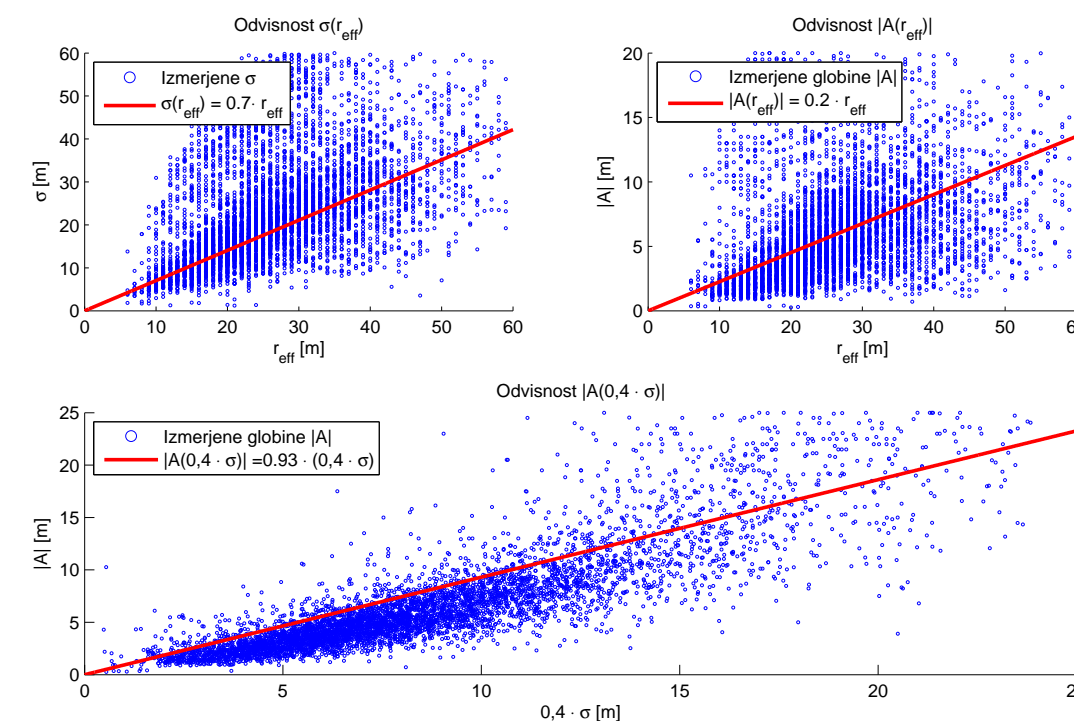 Odvisnost σ(r_eff)
60
50
40
30
20
10
0
σ [m]
Izmerjene σ
σ(r_eff) = 0.7· r_eff
0 10 20 30 40 50 60
r_eff [m]
Odvisnost |A(r_eff)|
20
15
10
5
0
|A| [m]
Izmerjene globine |A|
|A(r_eff)| = 0.2 · r_eff
0 10 20 30 40 50 6
r_eff [m]
Odvisnost |A(0,4 · σ)|
25
20
15
10
5
0
|A| [m]
Izmerjene globine |A|
|A(0,4 · σ)| =0.93 · (0,4 · σ)
0 5 10 15 20 2
0,4 · σ [m]